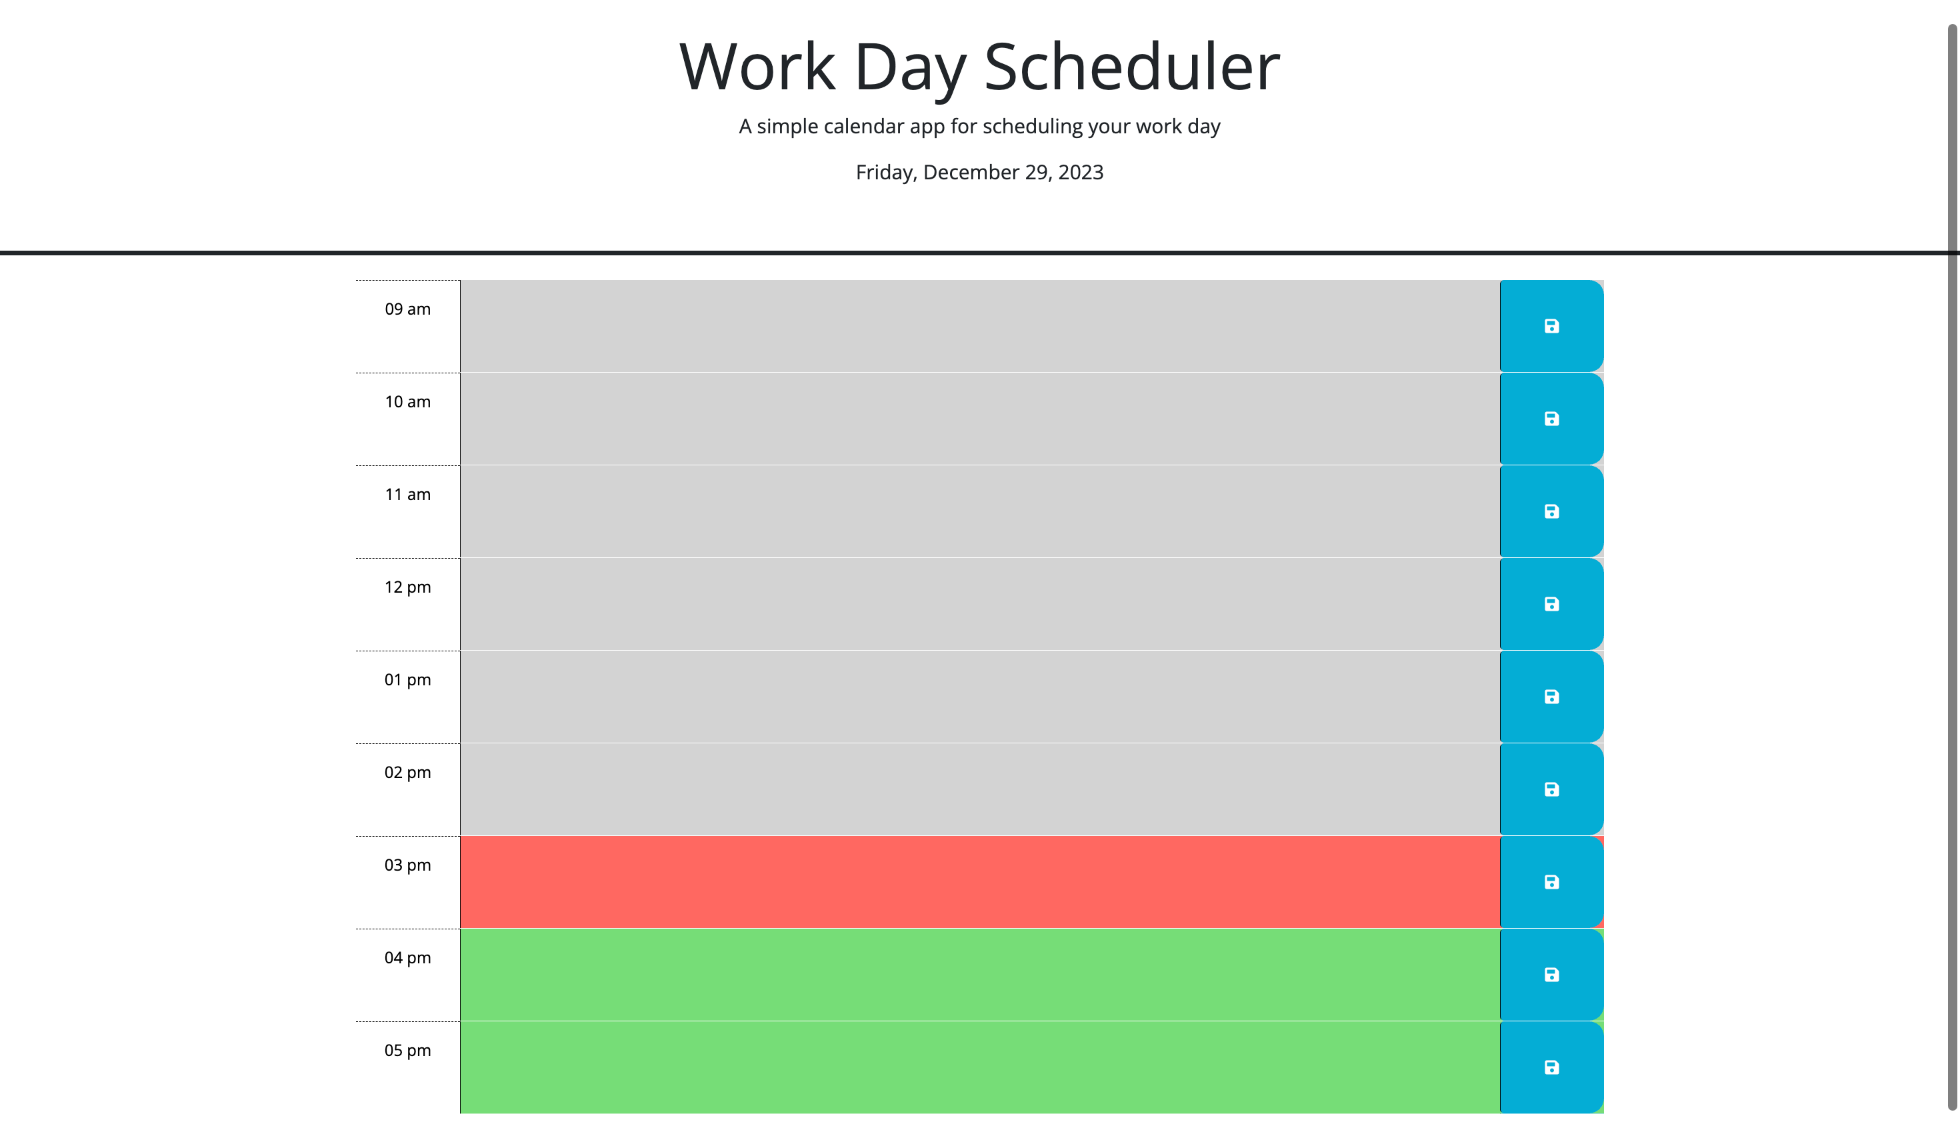 Work Day Scheduler
A simple calendar app for scheduling your work day
Friday, December 29, 2023
09 am
10 am
11 am
12 pm
01 pm
02 pm
03 pm
04 pm
05 pm